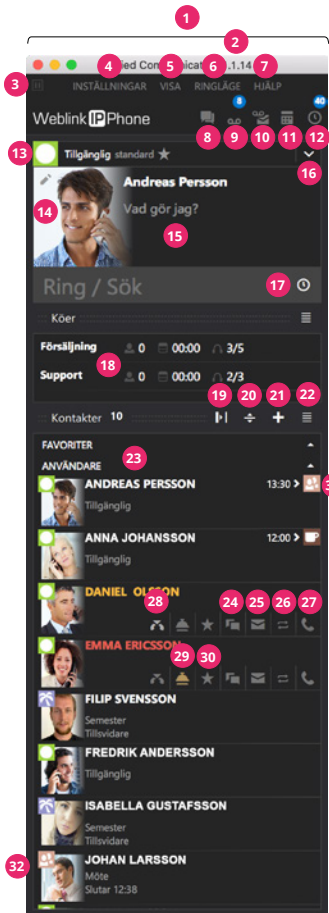 1
2
ied Communicat .1.14
3 4 5 6 7
INSTÄLLNINGAR VISA RINGLÄGE HJÄLP
Weblink IP Phone
8 40
8 9 10 11 12
13 Tillgänglig standard
16
Andreas Persson
14 Vad gör jag?
15
Ring / Sök 17
Köer
Försäljning 0 00:00 3/5
18
Support 0 00:00 2/3
19 20 21 22
Kontakter 10
FAVORITER
ANVÄNDARE 23
ANDREAS PERSSON 13:30
Tillgänglig
ANNA JOHANSSON 12:00
Tillgänglig
DANIEL OLSSON
28 24 25 26 27
EMMA ERICSSON
29 30
FILIP SVENSSON
Semester
Tillsvidare
FREDRIK ANDERSSON
Tillgänglig
ISABELLA GUSTAFSSON
Semester
Tillsvidare
32 JOHAN LARSSON
Möte
Slutar 12:38